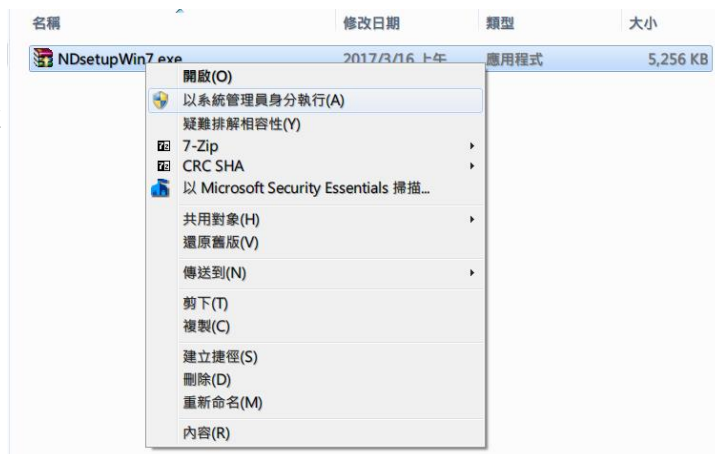 名稱 修改日期 類型 大小
NDsetupWin7.exe 2017/3/16 上午 應用程式 5,256 KB
開啟(O)
以系統管理員身分執行(A)
疑難排解相容性(Y)
7-Zip
CRC SHA
以 Microsoft Security Essentials 掃描...
共用對象(H)
還原舊版(V)
傳送到(N)
剪下(T)
複製(C)
建立捷徑(S)
刪除(D)
重新命名(M)
內容(R)